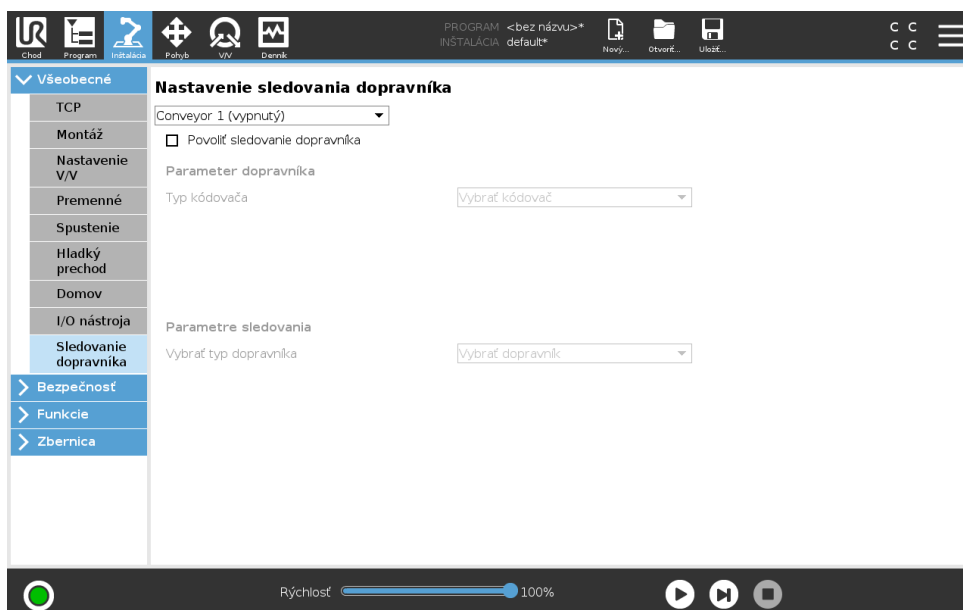 PROGRAM <bez názvu>*
INŠTALÁCIA default*
Chod Program Inštalácia Pohyb V/V Denník Nový... Otvoriť... Uložiť...
C C
C C
Všeobecné
TCP
Montáž
Nastavenie
V/V
Premenné
Spustenie
Hladký
prechod
Domov
I/O nástroja
Sledovanie
dopravníka
Bezpečnosť
Funkcie
Zbernica
Nastavenie sledovania dopravníka
Conveyor 1 (vypnutý)
Povoliť sledovanie dopravníka
Parameter dopravníka
Typ kódovača Vybrať kódovač
Parametre sledovania
Vybrať typ dopravníka Vybrať dopravník
Rýchlosť 100%